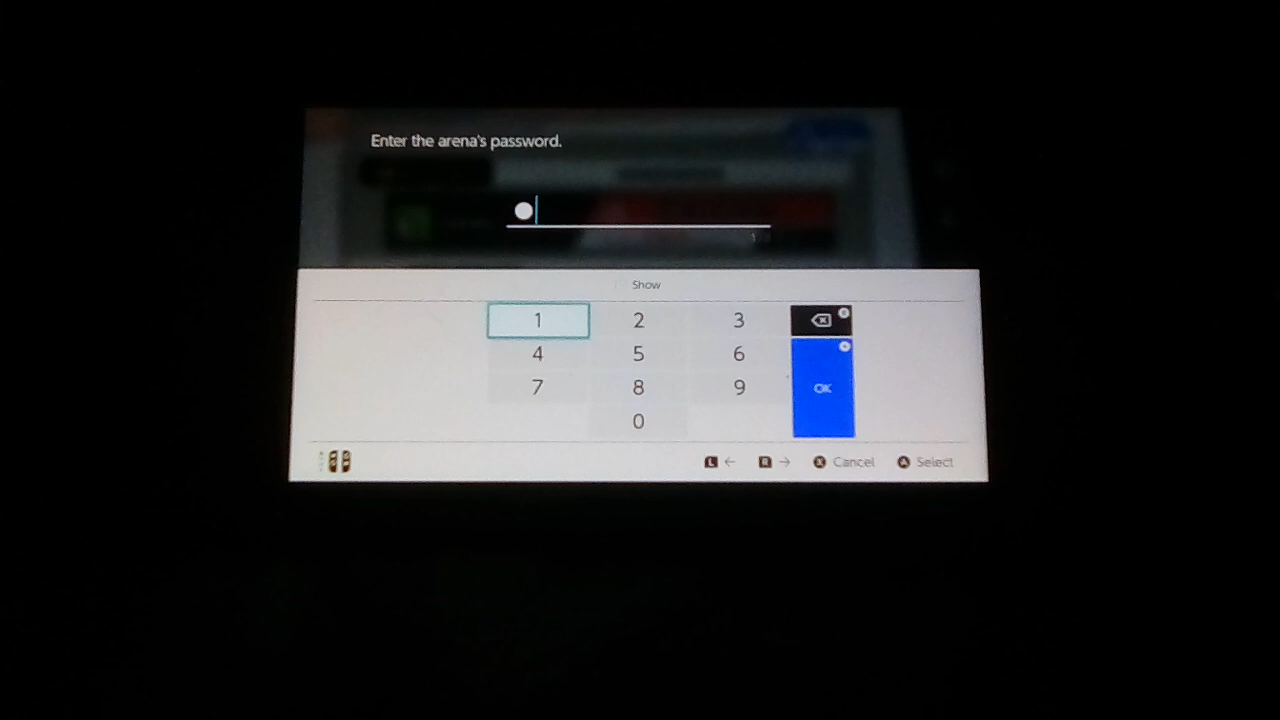 Enter the arena's password.
Show
1 2 3
4 5 6
7 8 9 OK
0
L ← R → X Cancel A Select